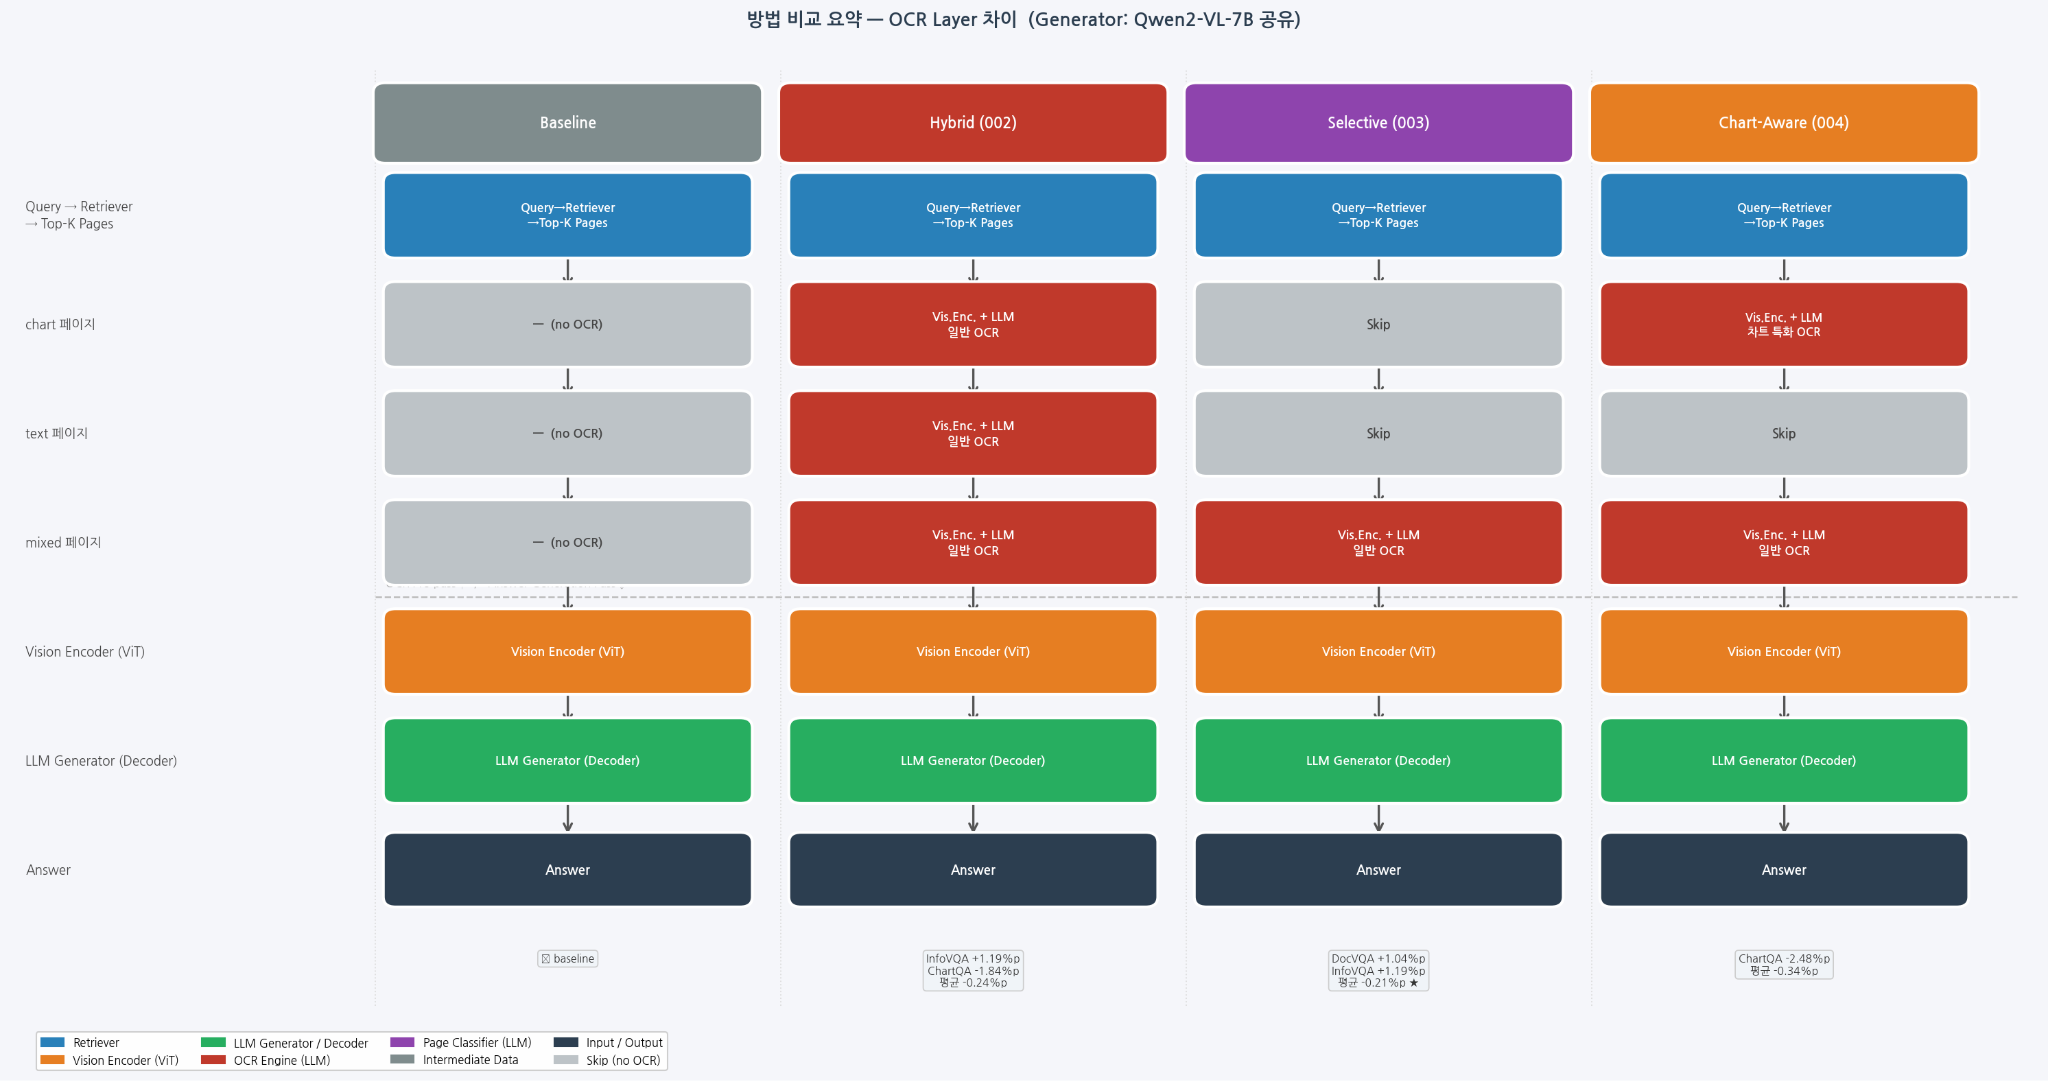 방법 비교 요약 — OCR Layer 차이  (Generator: Qwen2-VL-7B 공유)
Baseline
Hybrid (002)
Selective (003)
Chart-Aware (004)
Query → Retriever
→ Top-K Pages
Query→Retriever
→Top-K Pages
Query→Retriever
→Top-K Pages
Query→Retriever
→Top-K Pages
Query→Retriever
→Top-K Pages
chart 페이지
— (no OCR)
Vis.Enc. + LLM
일반 OCR
Skip
Vis.Enc. + LLM
차트 특화 OCR
text 페이지
— (no OCR)
Vis.Enc. + LLM
일반 OCR
Skip
Skip
mixed 페이지
— (no OCR)
Vis.Enc. + LLM
일반 OCR
Vis.Enc. + LLM
일반 OCR
Vis.Enc. + LLM
일반 OCR
Vision Encoder (ViT)
Vision Encoder (ViT)
Vision Encoder (ViT)
Vision Encoder (ViT)
Vision Encoder (ViT)
LLM Generator (Decoder)
LLM Generator (Decoder)
LLM Generator (Decoder)
LLM Generator (Decoder)
LLM Generator (Decoder)
Answer
Answer
Answer
Answer
Answer
baseline
InfoVQA +1.19%p
ChartQA -1.84%p
평균 -0.24%p
DocVQA +1.04%p
InfoVQA +1.19%p
평균 -0.21%p ★
ChartQA -2.48%p
평균 -0.34%p
Retriever
Vision Encoder (ViT)
LLM Generator / Decoder
OCR Engine (LLM)
Page Classifier (LLM)
Intermediate Data
Input / Output
Skip (no OCR)